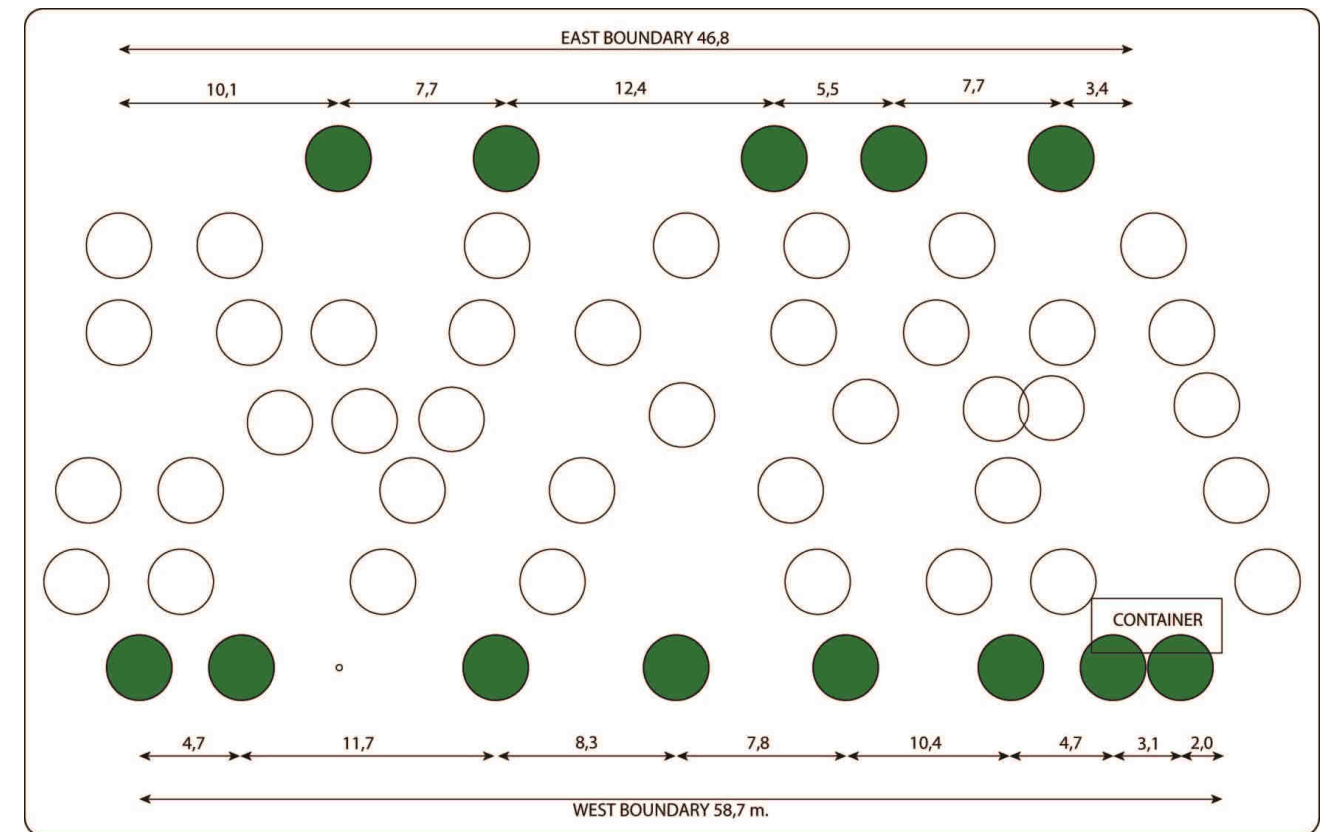 EAST BOUNDARY 46,8
10,1 7,7 12,4 5,5 7,7 3,4
CONTAINER
4,7 11,7 8,3 7,8 10,4 4,7 3,1 2,0
WEST BOUNDARY 58,7 m.